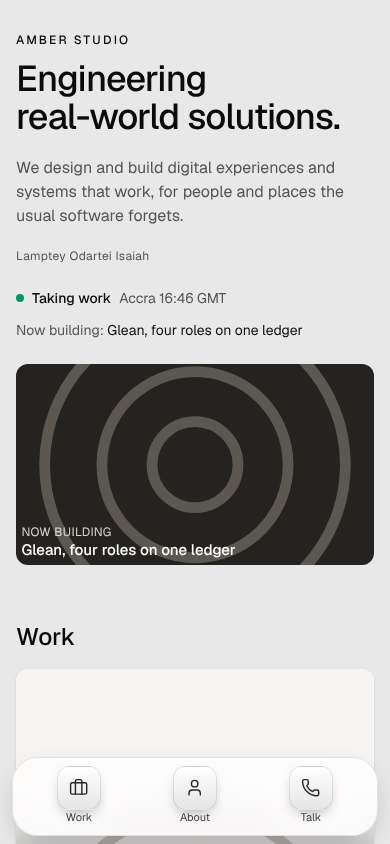 AMBER STUDIO
Engineering
real-world solutions.
We design and build digital experiences and
systems that work, for people and places the
usual software forgets.
Lamptey Odartei Isaiah
Taking work Accra 16:46 GMT
Now building: Glean, four roles on one ledger
NOW BUILDING
Glean, four roles on one ledger
Work
Work About Talk